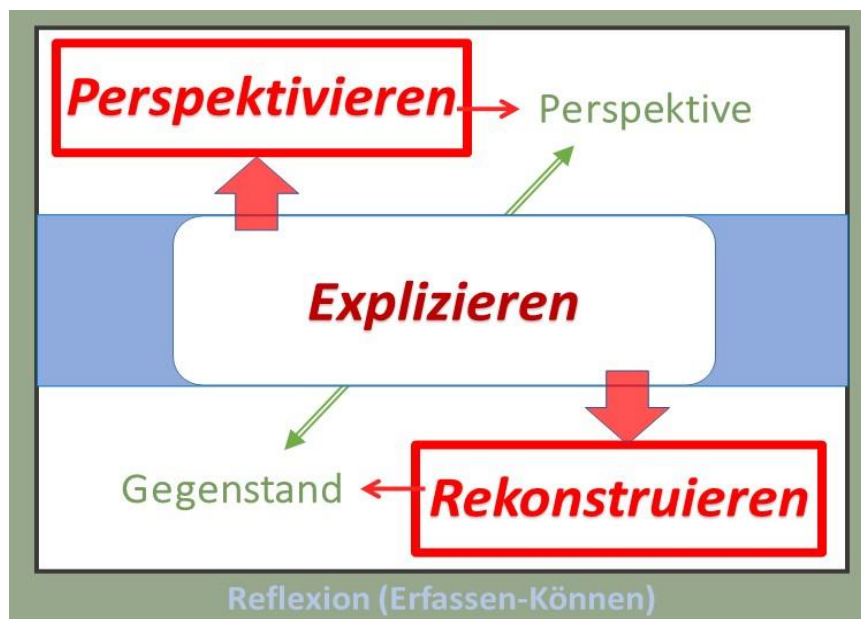 Perspektivieren
Perspektive
Explizieren
Gegenstand
Rekonstruieren
Reflexion (Erfassen-Können)